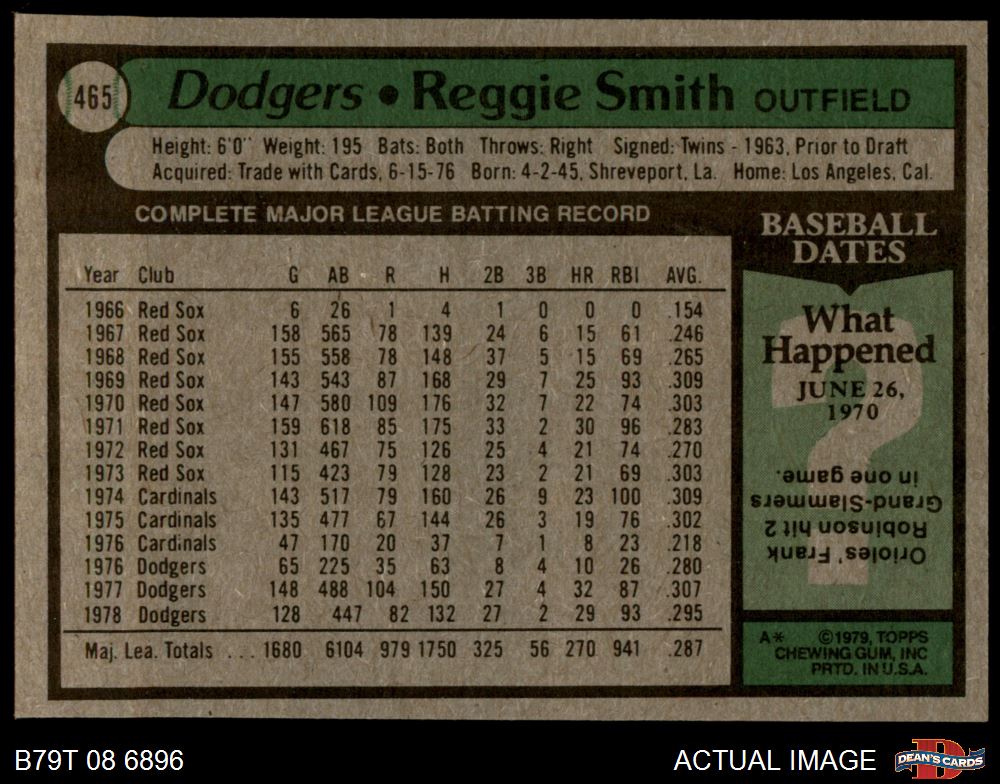 465
Dodgers • Reggie Smith OUTFIELD
Height: 6'0" Weight: 195 Bats: Both Throws: Right Signed: Twins - 1963, Prior to Draft
Acquired: Trade with Cards, 6-15-76 Born: 4-2-45, Shreveport, La. Home: Los Angeles, Cal.
COMPLETE MAJOR LEAGUE BATTING RECORD
Year Club G AB R H 2B 3B HR RBI AVG.
1966 Red Sox 6 26 1 4 1 0 0 0 .154
1967 Red Sox 158 565 78 139 24 6 15 61 .246
1968 Red Sox 155 558 78 148 37 5 15 69 .265
1969 Red Sox 143 543 87 168 29 7 25 93 .309
1970 Red Sox 147 580 109 176 32 7 22 74 .303
1971 Red Sox 159 618 85 175 33 2 30 96 .283
1972 Red Sox 131 467 75 126 25 4 21 74 .270
1973 Red Sox 115 423 79 128 23 2 21 69 .303
1974 Cardinals 143 517 79 160 26 9 23 100 .309
1975 Cardinals 135 477 67 144 26 3 19 76 .302
1976 Cardinals 47 170 20 37 7 1 8 23 .218
1976 Dodgers 65 225 35 63 8 4 10 26 .280
1977 Dodgers 148 488 104 150 27 4 32 87 .307
1978 Dodgers 128 447 82 132 27 2 29 93 .295
Maj. Lea. Totals ... 1680 6104 979 1750 325 56 270 941 .287
BASEBALL
DATES
What
Happened
JUNE 26,
1970
Orioles' Frank
Robinson hit 2
Grand-Slammers
in one game.
A* ©1979, TOPPS
CHEWING GUM, INC
PRTD. IN U.S.A.
B79T 08 6896
ACTUAL IMAGE
DEAN'S CARDS